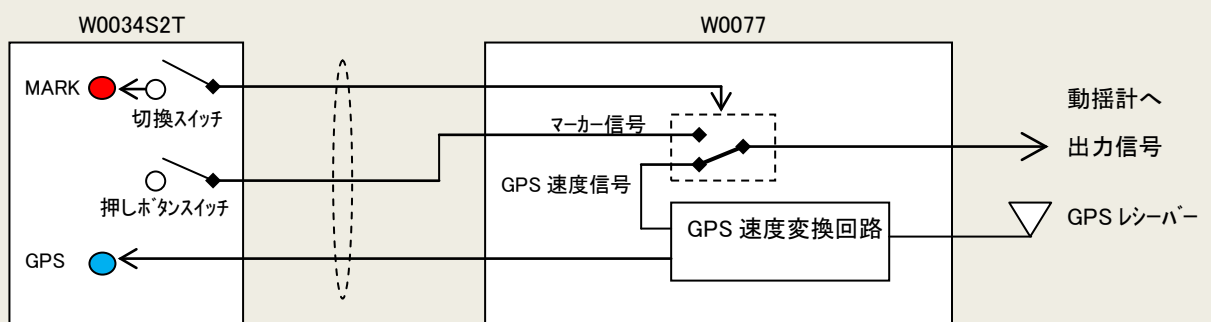 W0034S2T
W0077
MARK
切換スイッチ
動揺計へ
マーカー信号
出力信号
GPS 速度信号
押しボタンスイッチ
GPS 速度変換回路
GPS レシーバー
GPS